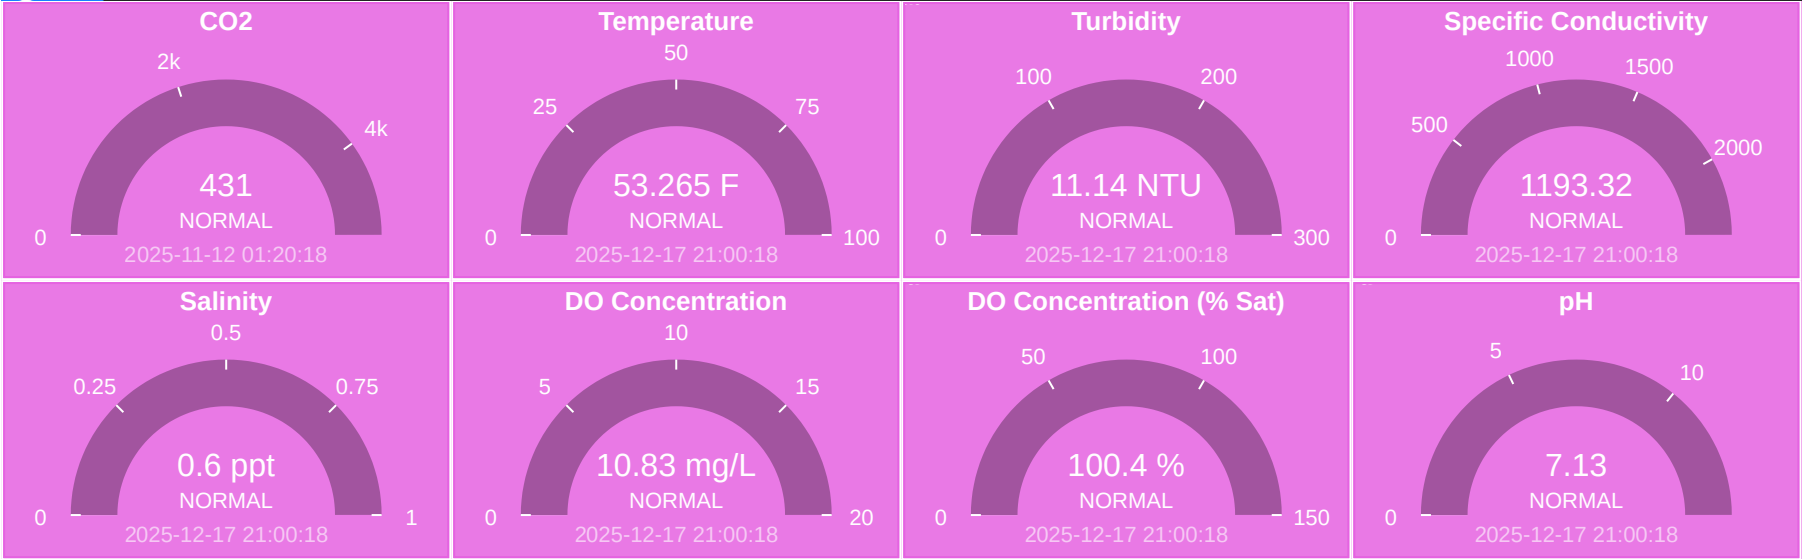 CO2
2k
4k
0
431
NORMAL
2025-11-12 01:20:18
Temperature
50
25
75
0
100
53.265 F
NORMAL
2025-12-17 21:00:18
Turbidity
100
200
0
300
11.14 NTU
NORMAL
2025-12-17 21:00:18
Specific Conductivity
1000
1500
500
2000
0
1193.32
NORMAL
2025-12-17 21:00:18
Salinity
0.5
0.25
0.75
0
1
0.6 ppt
NORMAL
2025-12-17 21:00:18
DO Concentration
10
5
15
0
20
10.83 mg/L
NORMAL
2025-12-17 21:00:18
DO Concentration (% Sat)
50
100
0
150
100.4 %
NORMAL
2025-12-17 21:00:18
pH
5
10
0
7.13
NORMAL
2025-12-17 21:00:18